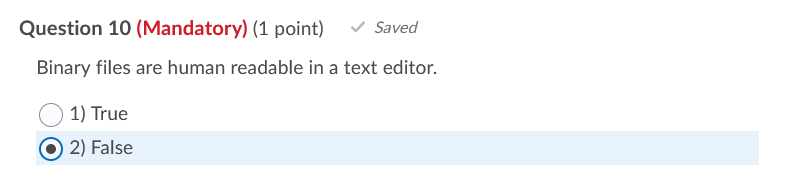 Question 10 (Mandatory) (1 point) Saved
Binary files are human readable in a text editor.
1) True
2) False